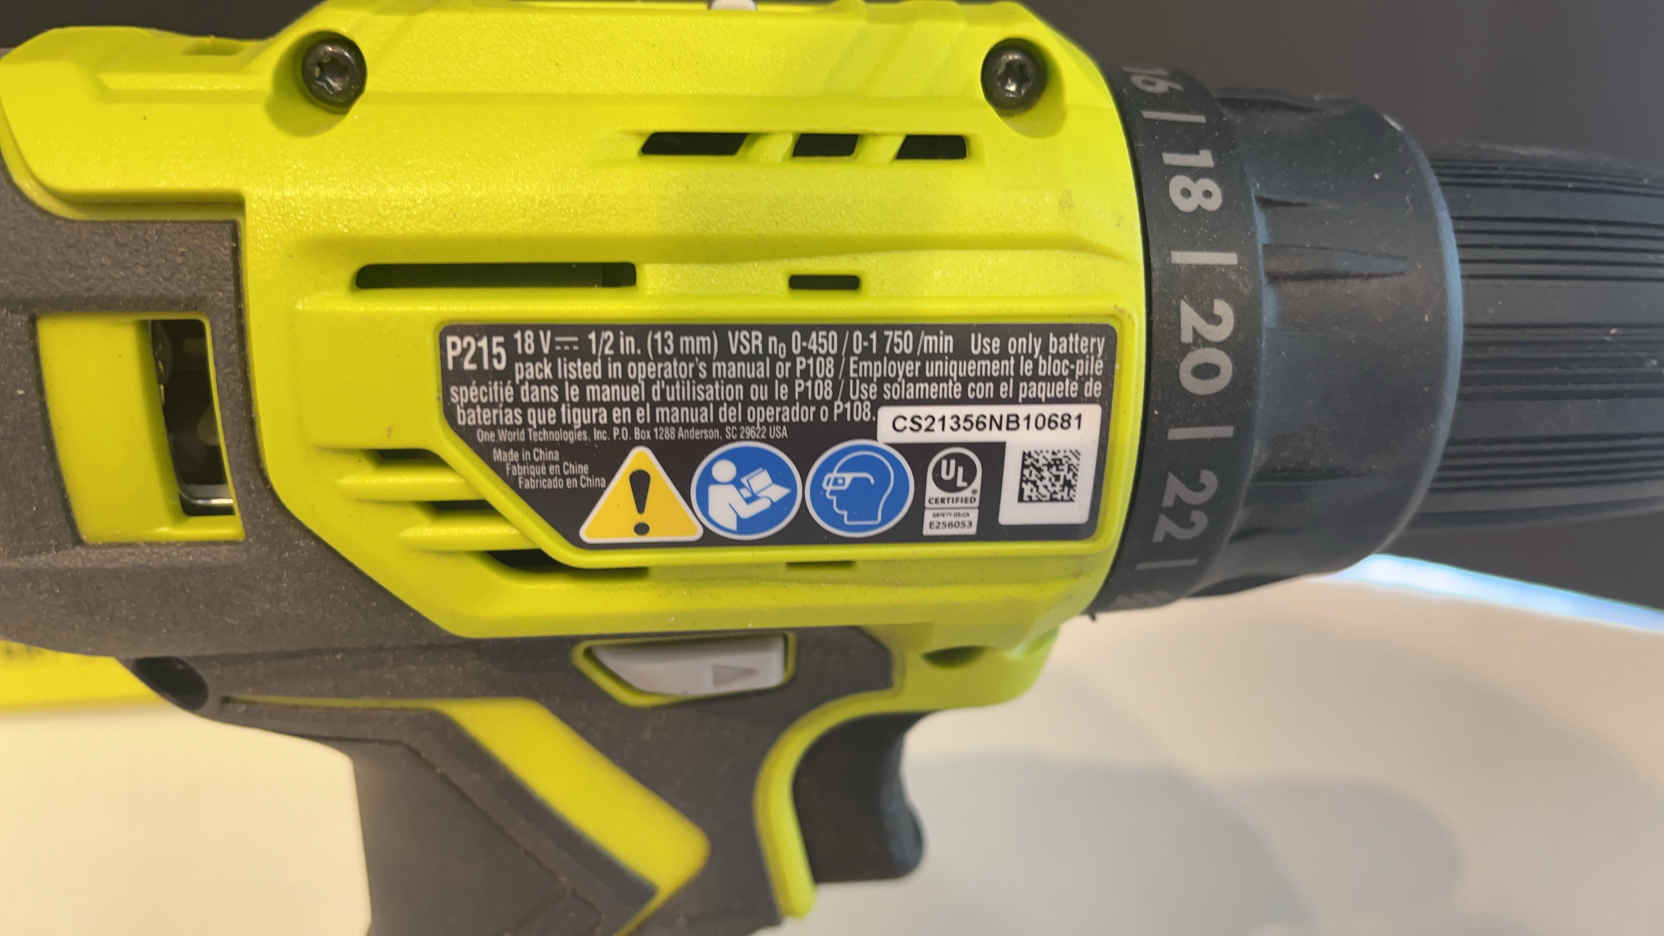 P215 18 V 1/2 in. (13 mm) VSR n₀ 0-450 / 0-1 750 /min Use only battery
pack listed in operator's manual or P108 / Employer uniquement le bloc-pile
spécifié dans le manuel d'utilisation ou le P108 / Use solamente con el paquete de
baterías que figura en el manual del operador o P108.
One World Technologies, Inc. P.O. Box 1288 Anderson, SC 29622 USA
CS21356NB10681
Made in China
Fabriqué en Chine
Fabricado en China
UL
CERTIFIED
E256053
16
18
20
22